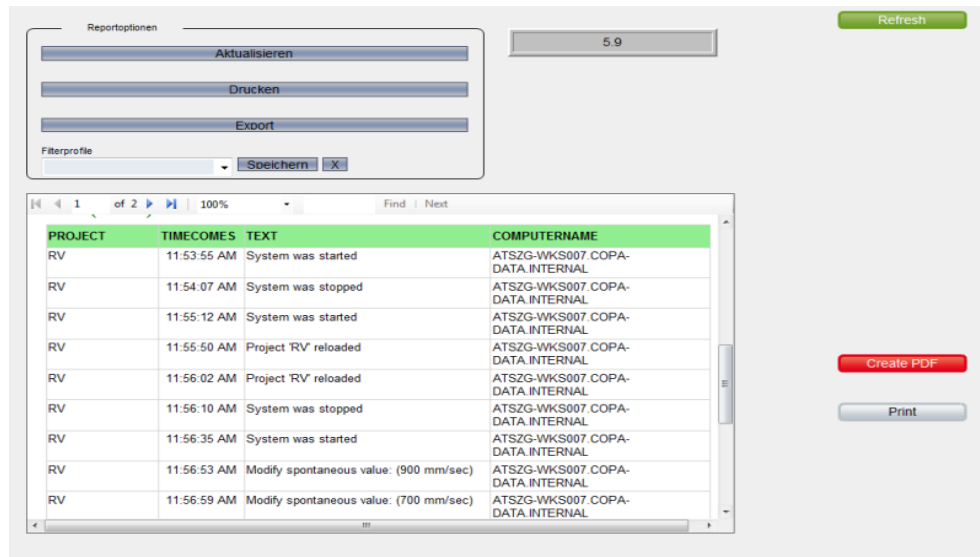 Reportoptionen
Aktualisieren
Drucken
Export
Filterprofile
Speichern X
5.9
Refresh
1 of 2 100% Find | Next
PROJECT TIMECOMES TEXT COMPUTERNAME
RV 11:53:55 AM System was started ATSZG-WKS007.COPA-
DATA.INTERNAL
RV 11:54:07 AM System was stopped ATSZG-WKS007.COPA-
DATA.INTERNAL
RV 11:55:12 AM System was started ATSZG-WKS007.COPA-
DATA.INTERNAL
RV 11:55:50 AM Project 'RV' reloaded ATSZG-WKS007.COPA-
DATA.INTERNAL
RV 11:56:02 AM Project 'RV' reloaded ATSZG-WKS007.COPA-
DATA.INTERNAL
RV 11:56:10 AM System was stopped ATSZG-WKS007.COPA-
DATA.INTERNAL
RV 11:56:35 AM System was started ATSZG-WKS007.COPA-
DATA.INTERNAL
RV 11:56:53 AM Modify spontaneous value: (900 mm/sec) ATSZG-WKS007.COPA-
DATA.INTERNAL
RV 11:56:59 AM Modify spontaneous value: (700 mm/sec) ATSZG-WKS007.COPA-
DATA.INTERNAL
Create PDF
Print